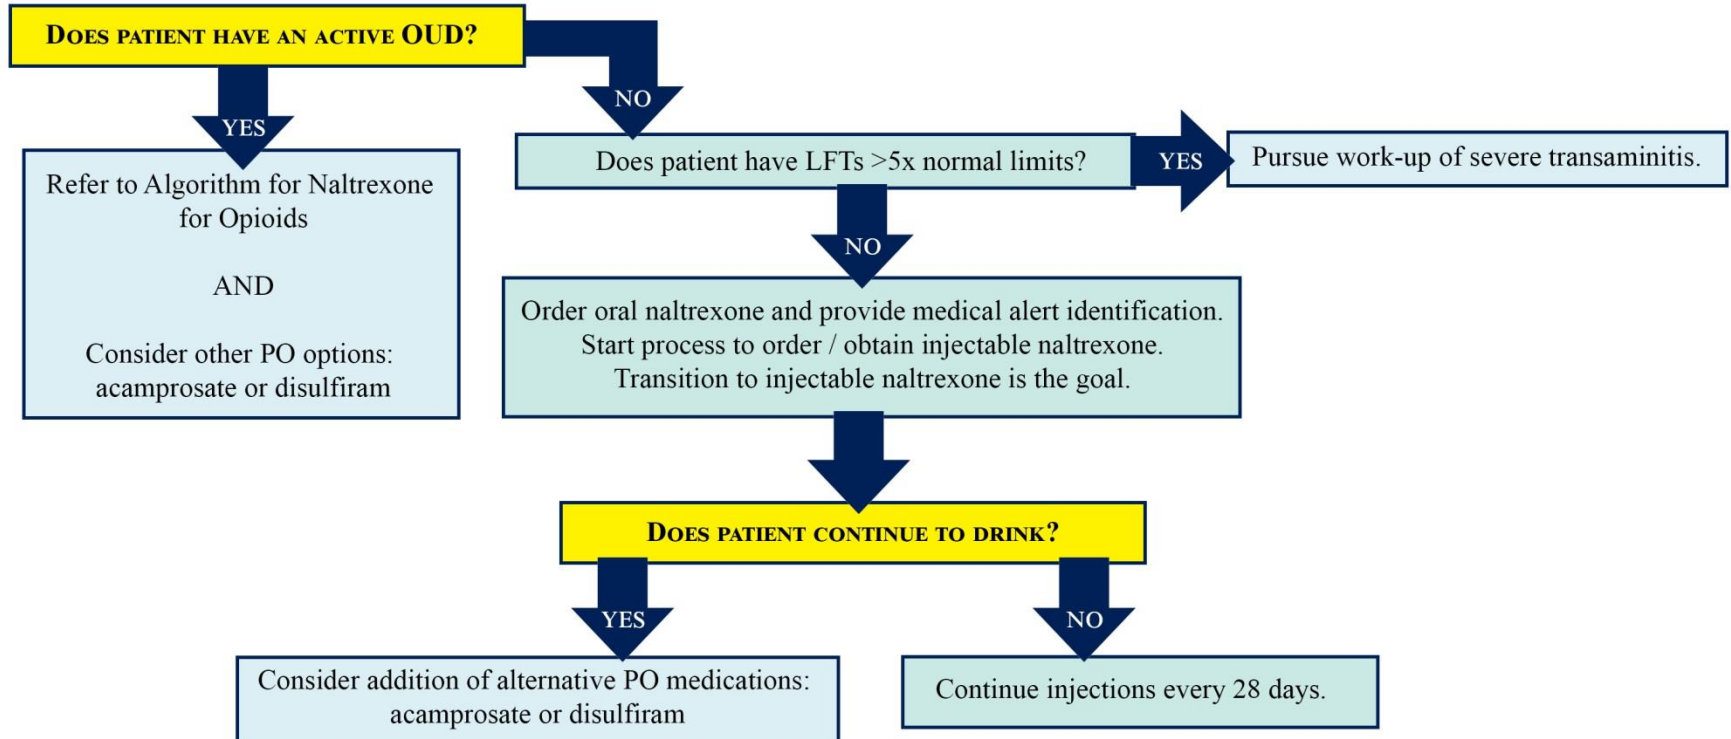 DOES PATIENT HAVE AN ACTIVE OUD?
NO
YES
Refer to Algorithm for Naltrexone
for Opioids
AND
Consider other PO options:
acamprosate or disulfiram
Does patient have LFTs >5x normal limits?
YES
Pursue work-up of severe transaminitis.
NO
Order oral naltrexone and provide medical alert identification.
Start process to order / obtain injectable naltrexone.
Transition to injectable naltrexone is the goal.
DOES PATIENT CONTINUE TO DRINK?
YES
NO
Consider addition of alternative PO medications:
acamprosate or disulfiram
Continue injections every 28 days.